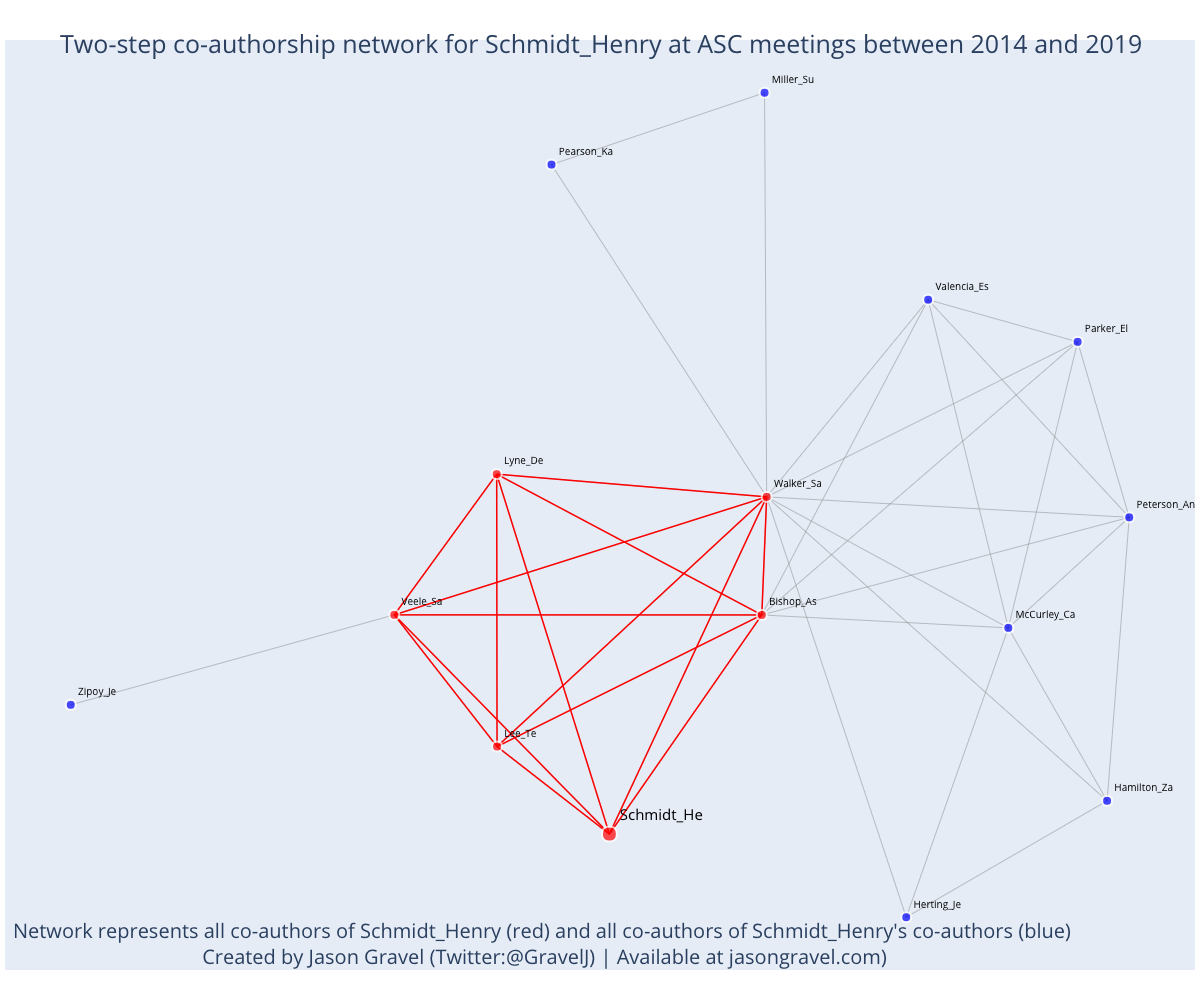 Two-step co-authorship network for Schmidt_Henry at ASC meetings between 2014 and 2019
Miller_Su
Pearson_Ka
Valencia_Es
Parker_El
Lyne_De
Walker_Sa
Peterson_An
Veele_Sa
Bishop_As
McCurley_Ca
Zipoy_Je
Lee_Te
Hamilton_Za
Schmidt_He
Herting_Je
Network represents all co-authors of Schmidt_Henry (red) and all co-authors of Schmidt_Henry's co-authors (blue)
Created by Jason Gravel (Twitter:@GravelJ) | Available at jasongravel.com)